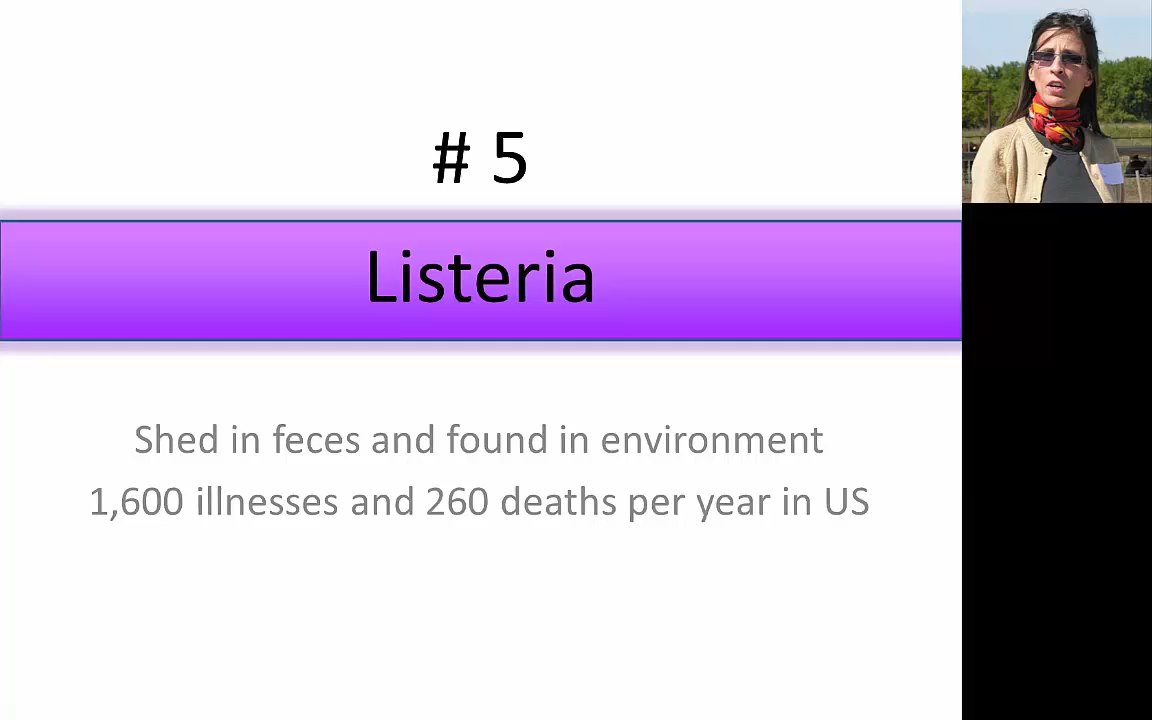 # 5
Listeria
Shed in feces and found in environment
1,600 illnesses and 260 deaths per year in US